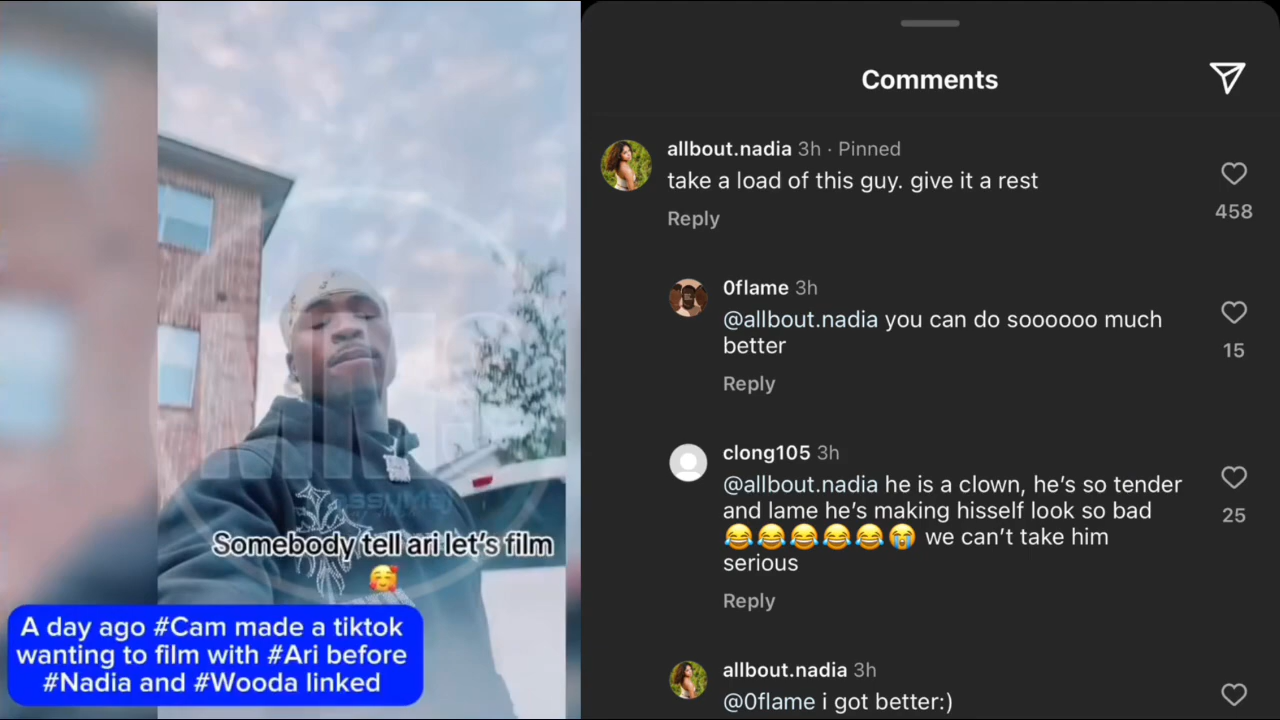 MNS
Somebody tell ari let's film
🥰
A day ago #Cam made a tiktok
wanting to film with #Ari before
#Nadia and #Wooda linked
Comments
allbout.nadia 3h · Pinned
take a load of this guy. give it a rest
458
Reply
0flame 3h
@allbout.nadia you can do soooooo much
better
15
Reply
clong105 3h
@allbout.nadia he is a clown, he's so tender
and lame he's making hisself look so bad
😂😂😂😂😂😭 we can't take him
serious
25
Reply
allbout.nadia 3h
@0flame i got better:)